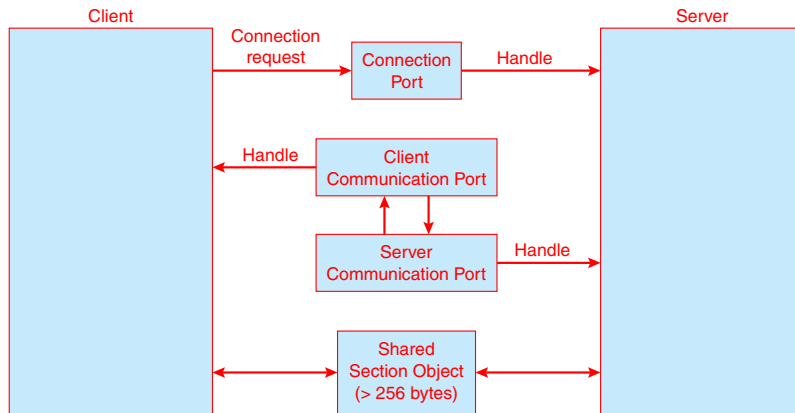 Client
Server
Connection
request
Connection
Port
Handle
Handle
Client
Communication Port
Server
Communication Port
Handle
Shared
Section Object
(> 256 bytes)